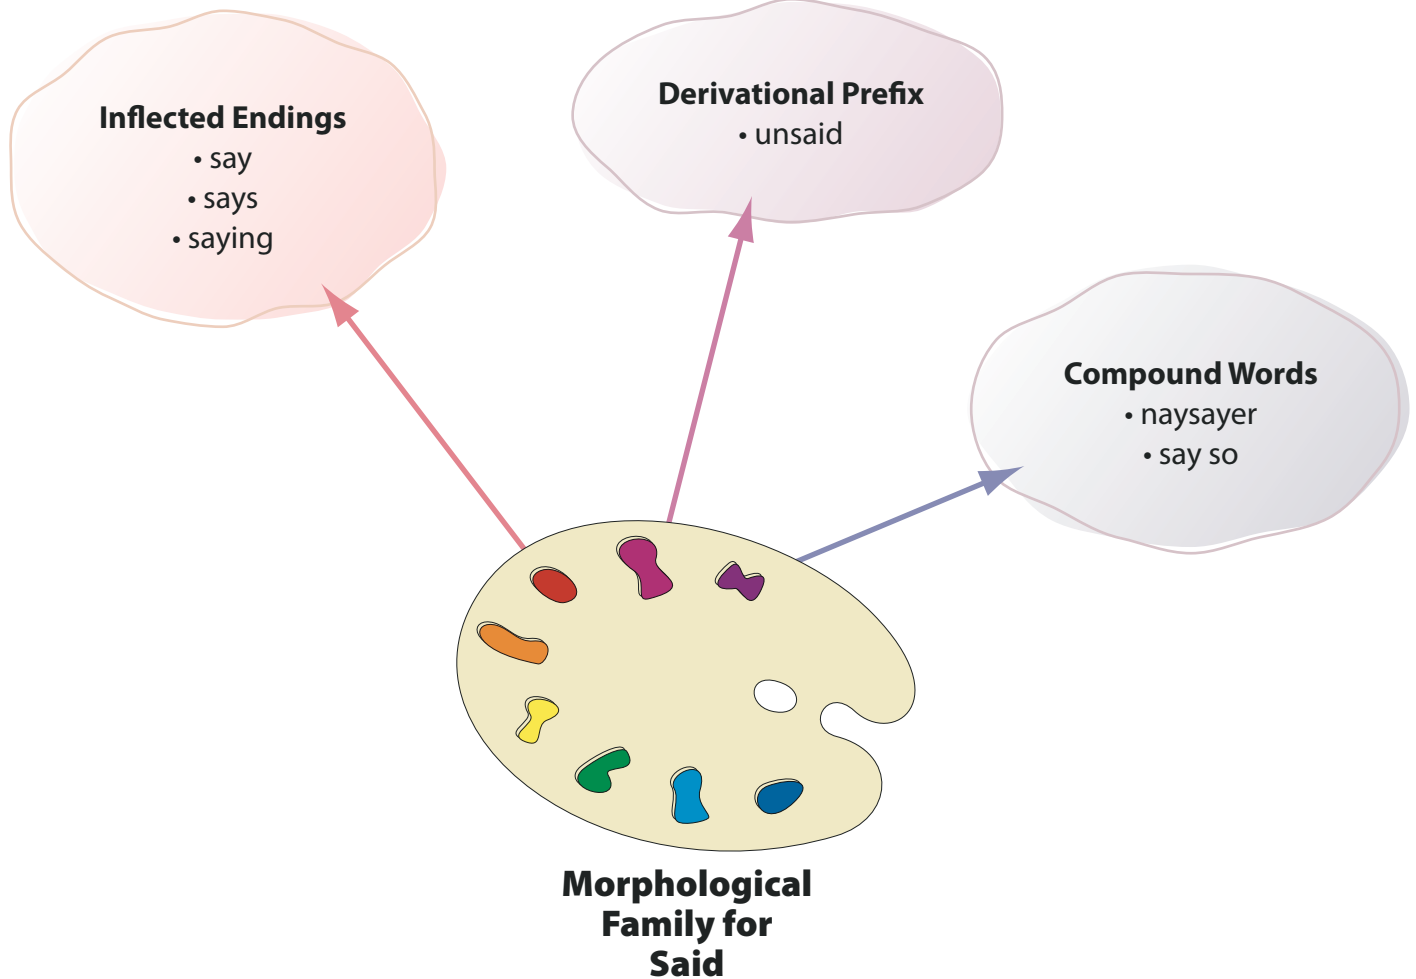 Inflected Endings
• say
• says
• saying
Derivational Prefix
• unsaid
Compound Words
• naysayer
• say so
Morphological
Family for
Said